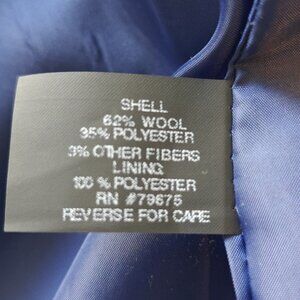 SHELL
62% WOOL
35% POLYESTER
3% OTHER FIBERS
LINING
100 % POLYESTER
RN #79675
REVERSE FOR CARE